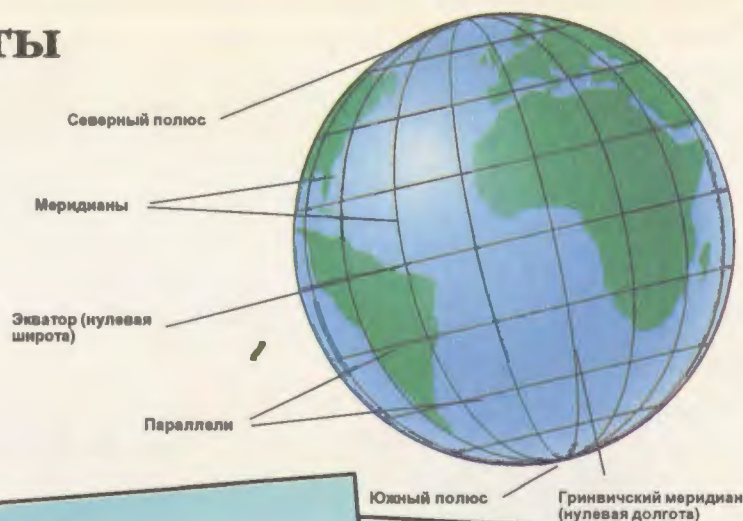 ты
Северный полюс
Меридианы
Экватор (нулевая
широта)
Параллели
Южный полюс
Гринвичский меридиан
(нулевая долгота)